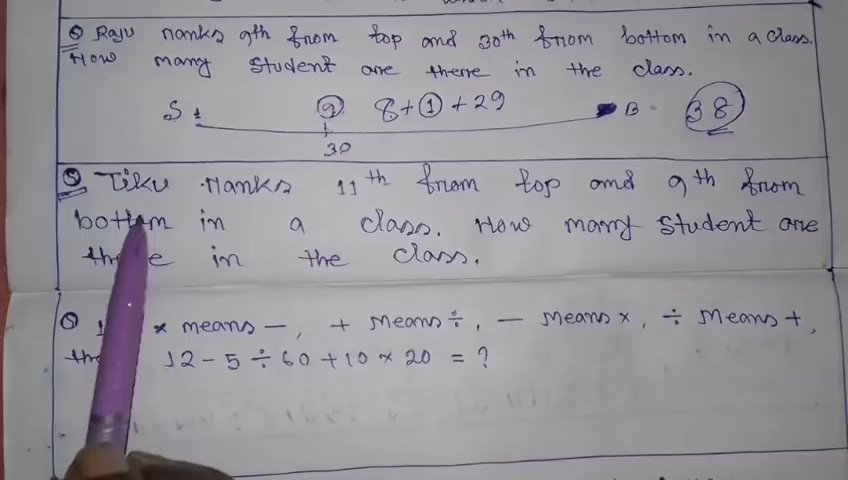 Q Raju ranks 9th from top and 30th from bottom in a class.
How many student are there in the class.
S 1 9 8+1+29 B 38
30
Q Tiku ranks 11th from top and 9th from
bottom in a class. How many student are
in the class.
Q × means −, + means ÷, − means ×, ÷ means +,
12 − 5 ÷ 60 + 10 × 20 = ?